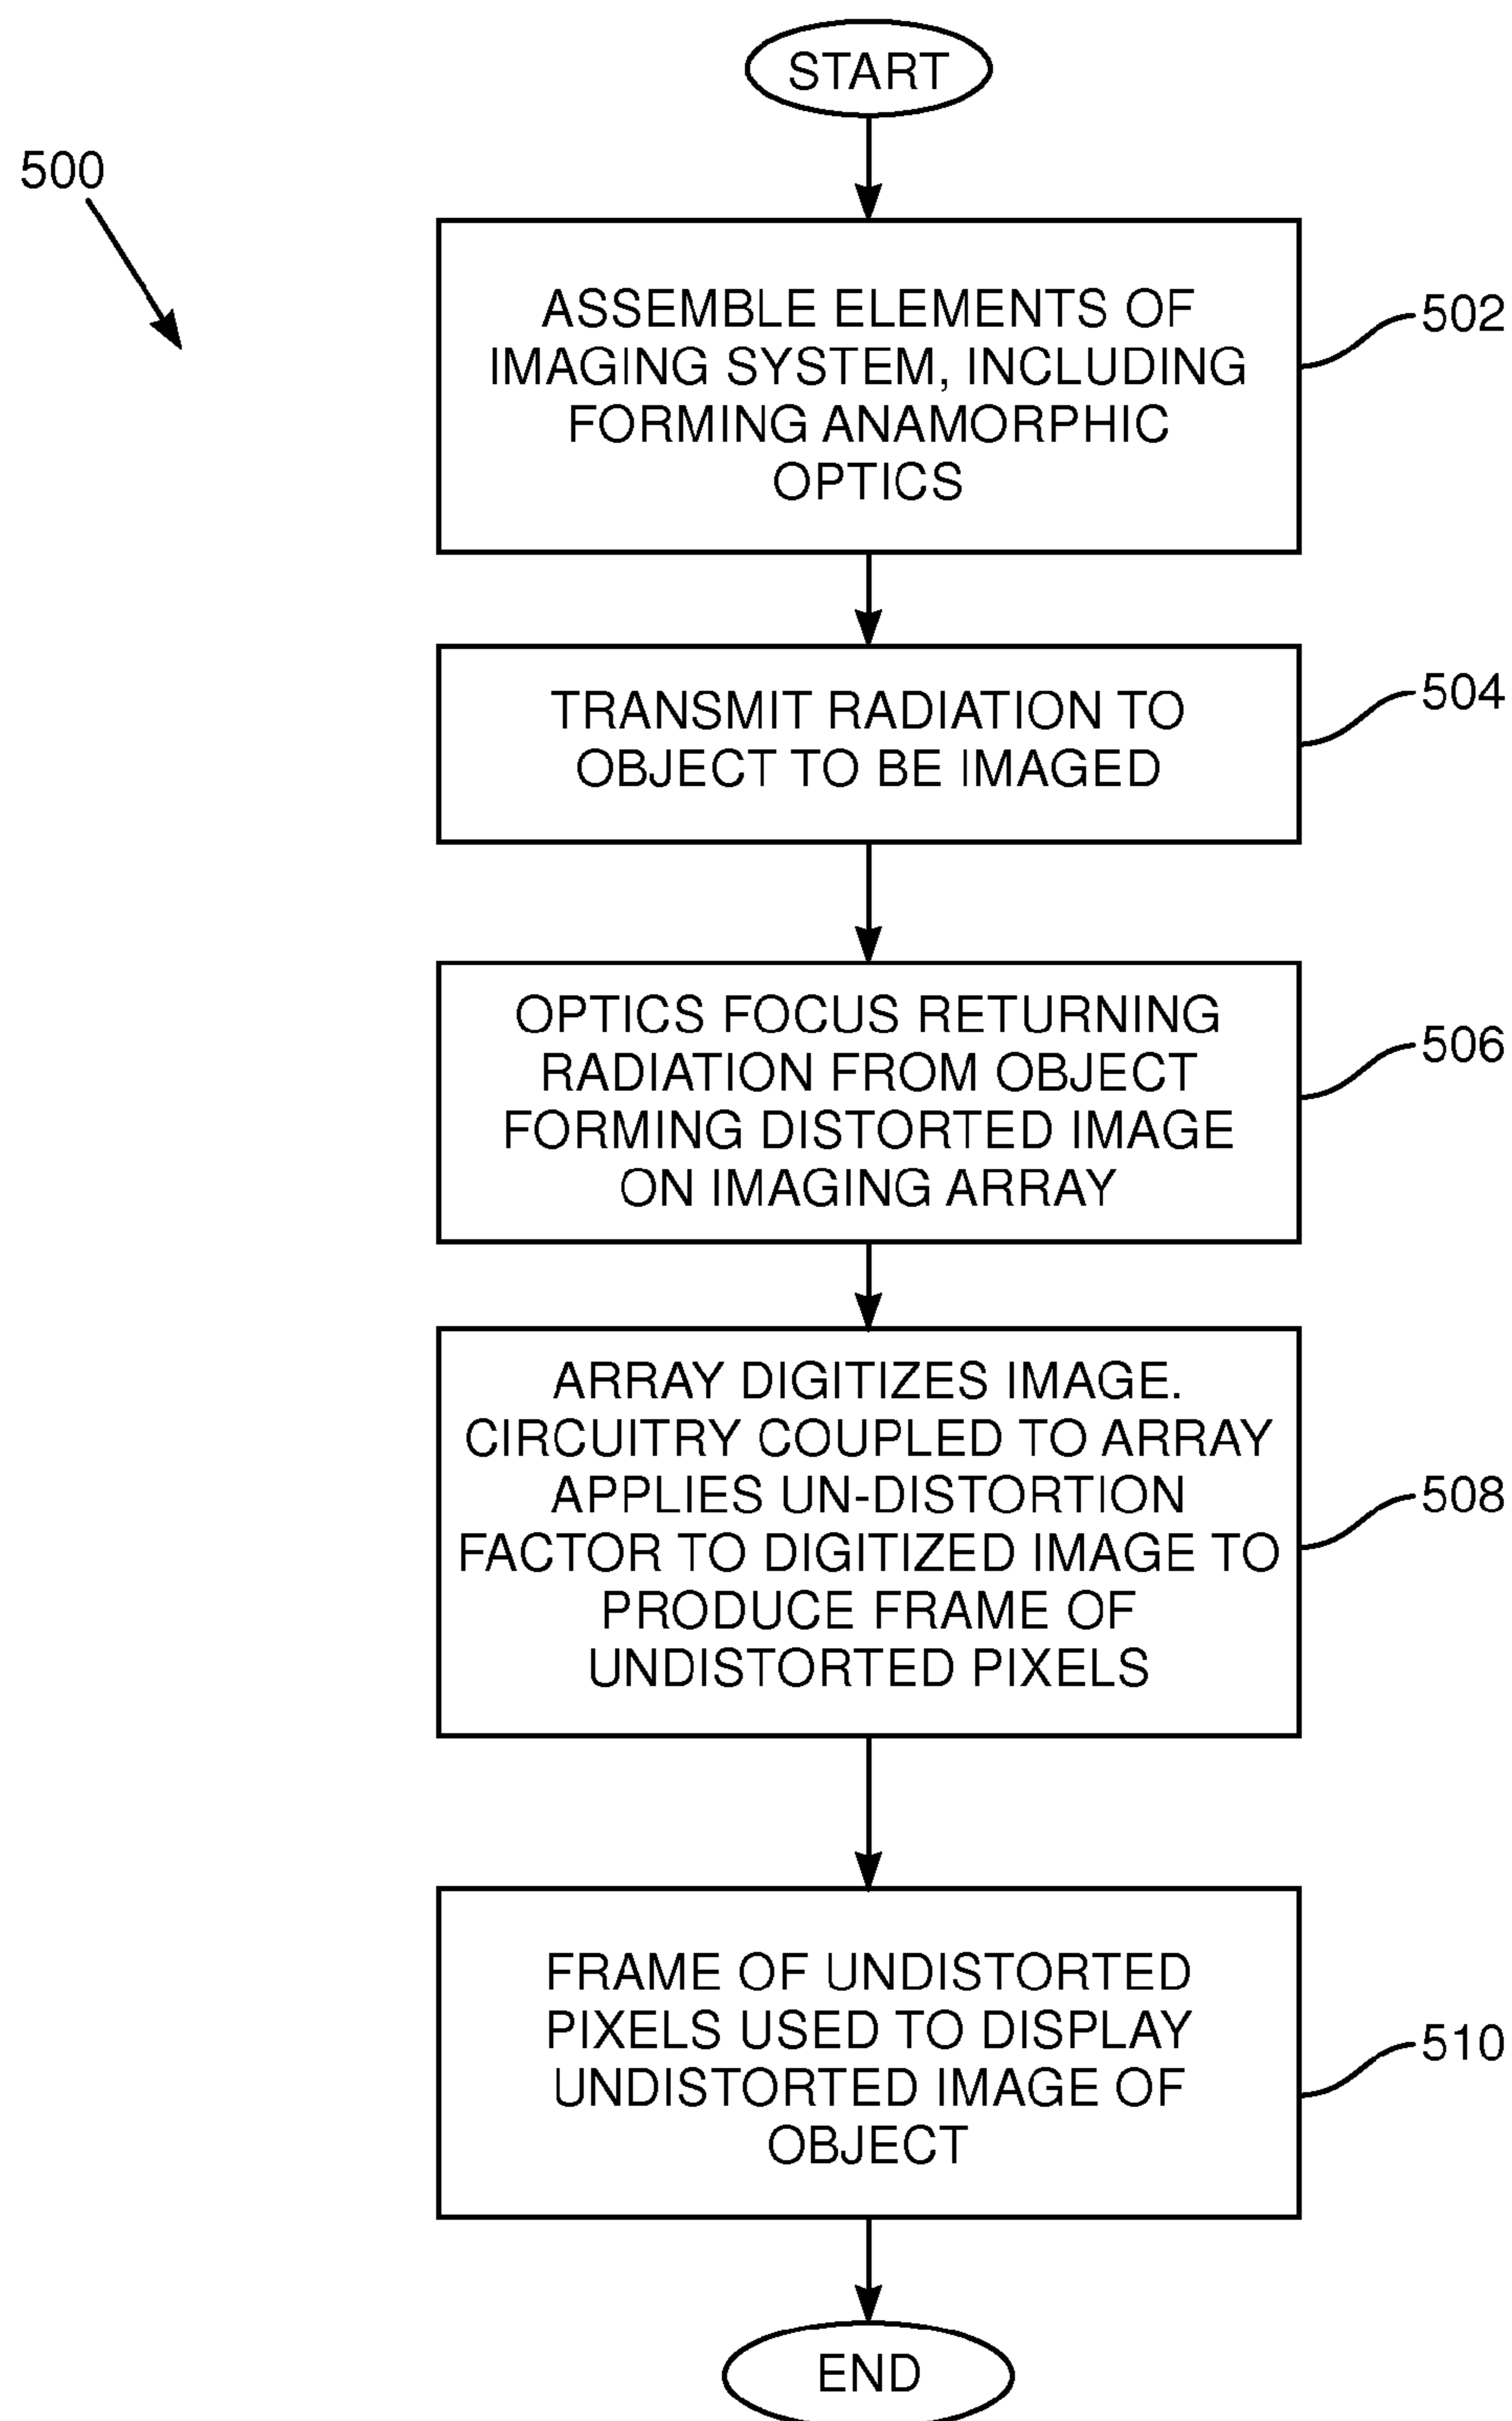 START
500
ASSEMBLE ELEMENTS OF
IMAGING SYSTEM, INCLUDING
FORMING ANAMORPHIC
OPTICS
502
TRANSMIT RADIATION TO
OBJECT TO BE IMAGED
504
OPTICS FOCUS RETURNING
RADIATION FROM OBJECT
FORMING DISTORTED IMAGE
ON IMAGING ARRAY
506
ARRAY DIGITIZES IMAGE.
CIRCUITRY COUPLED TO ARRAY
APPLIES UN-DISTORTION
FACTOR TO DIGITIZED IMAGE TO
PRODUCE FRAME OF
UNDISTORTED PIXELS
508
FRAME OF UNDISTORTED
PIXELS USED TO DISPLAY
UNDISTORTED IMAGE OF
OBJECT
510
END